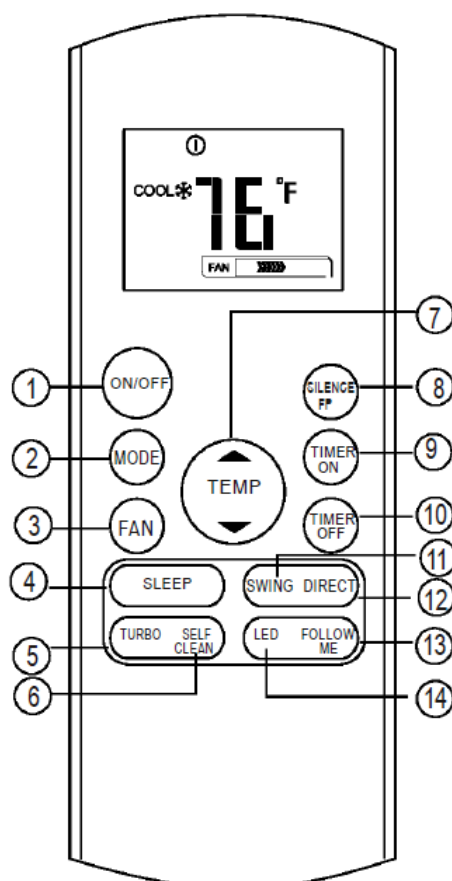 COOL 76 °F
FAN
7
ON/OFF
SILENCE
FP
1
8
MODE
TEMP
TIMER
ON
2
9
FAN
TIMER
OFF
3
10
11
SLEEP
SWING DIRECT
4
12
TURBO SELF
CLEAN
LED FOLLOW
ME
5
13
6
14